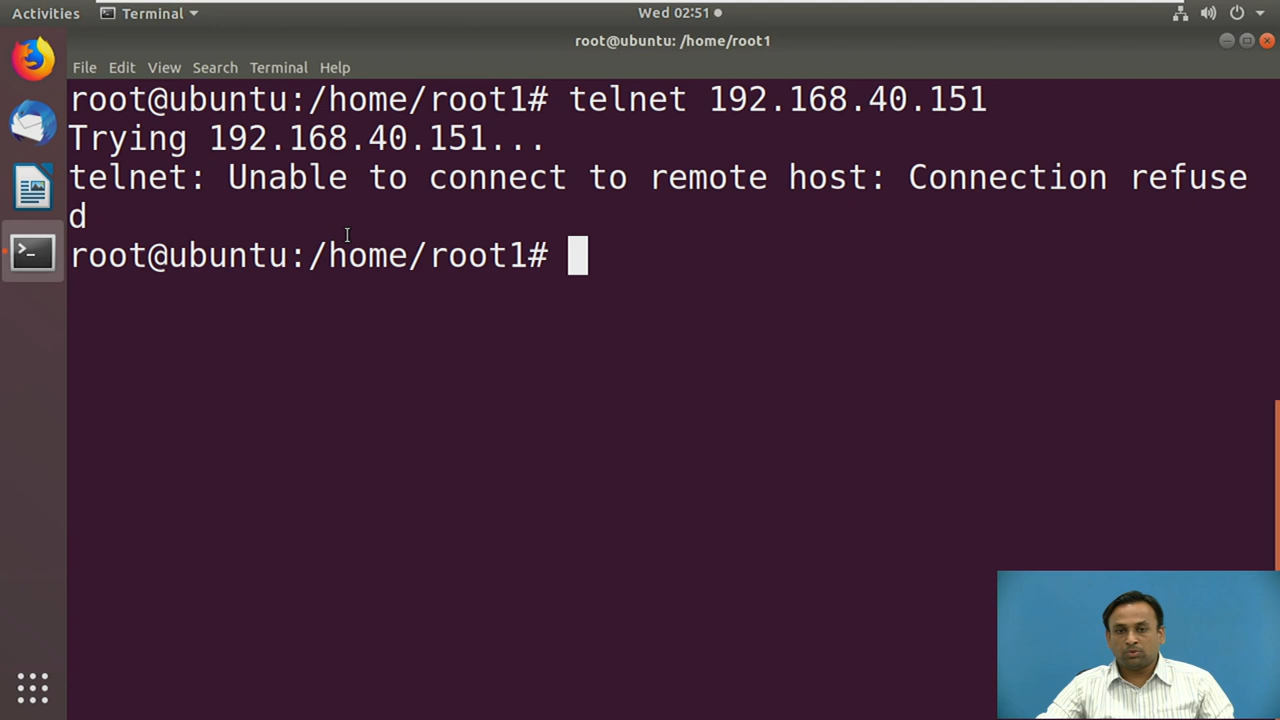 Activities Terminal Wed 02:51
root@ubuntu: /home/root1
File Edit View Search Terminal Help
root@ubuntu:/home/root1# telnet 192.168.40.151
Trying 192.168.40.151...
telnet: Unable to connect to remote host: Connection refuse
d
root@ubuntu:/home/root1#